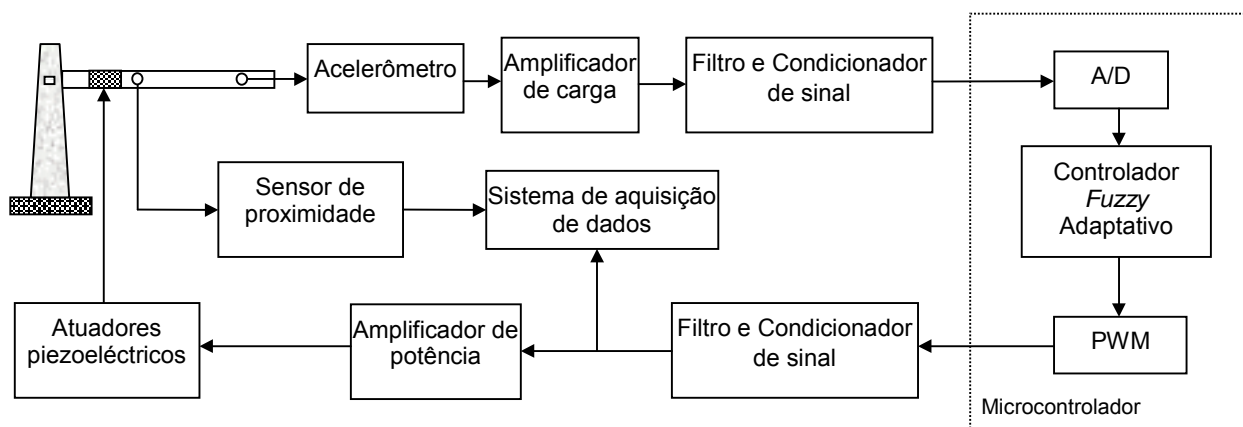 Acelerômetro
Amplificador
de carga
Filtro e Condicionador
de sinal
A/D
Sensor de
proximidade
Sistema de aquisição
de dados
Controlador
Fuzzy
Adaptativo
Atuadores
piezoeléctricos
Amplificador de
potência
Filtro e Condicionador
de sinal
PWM
Microcontrolador